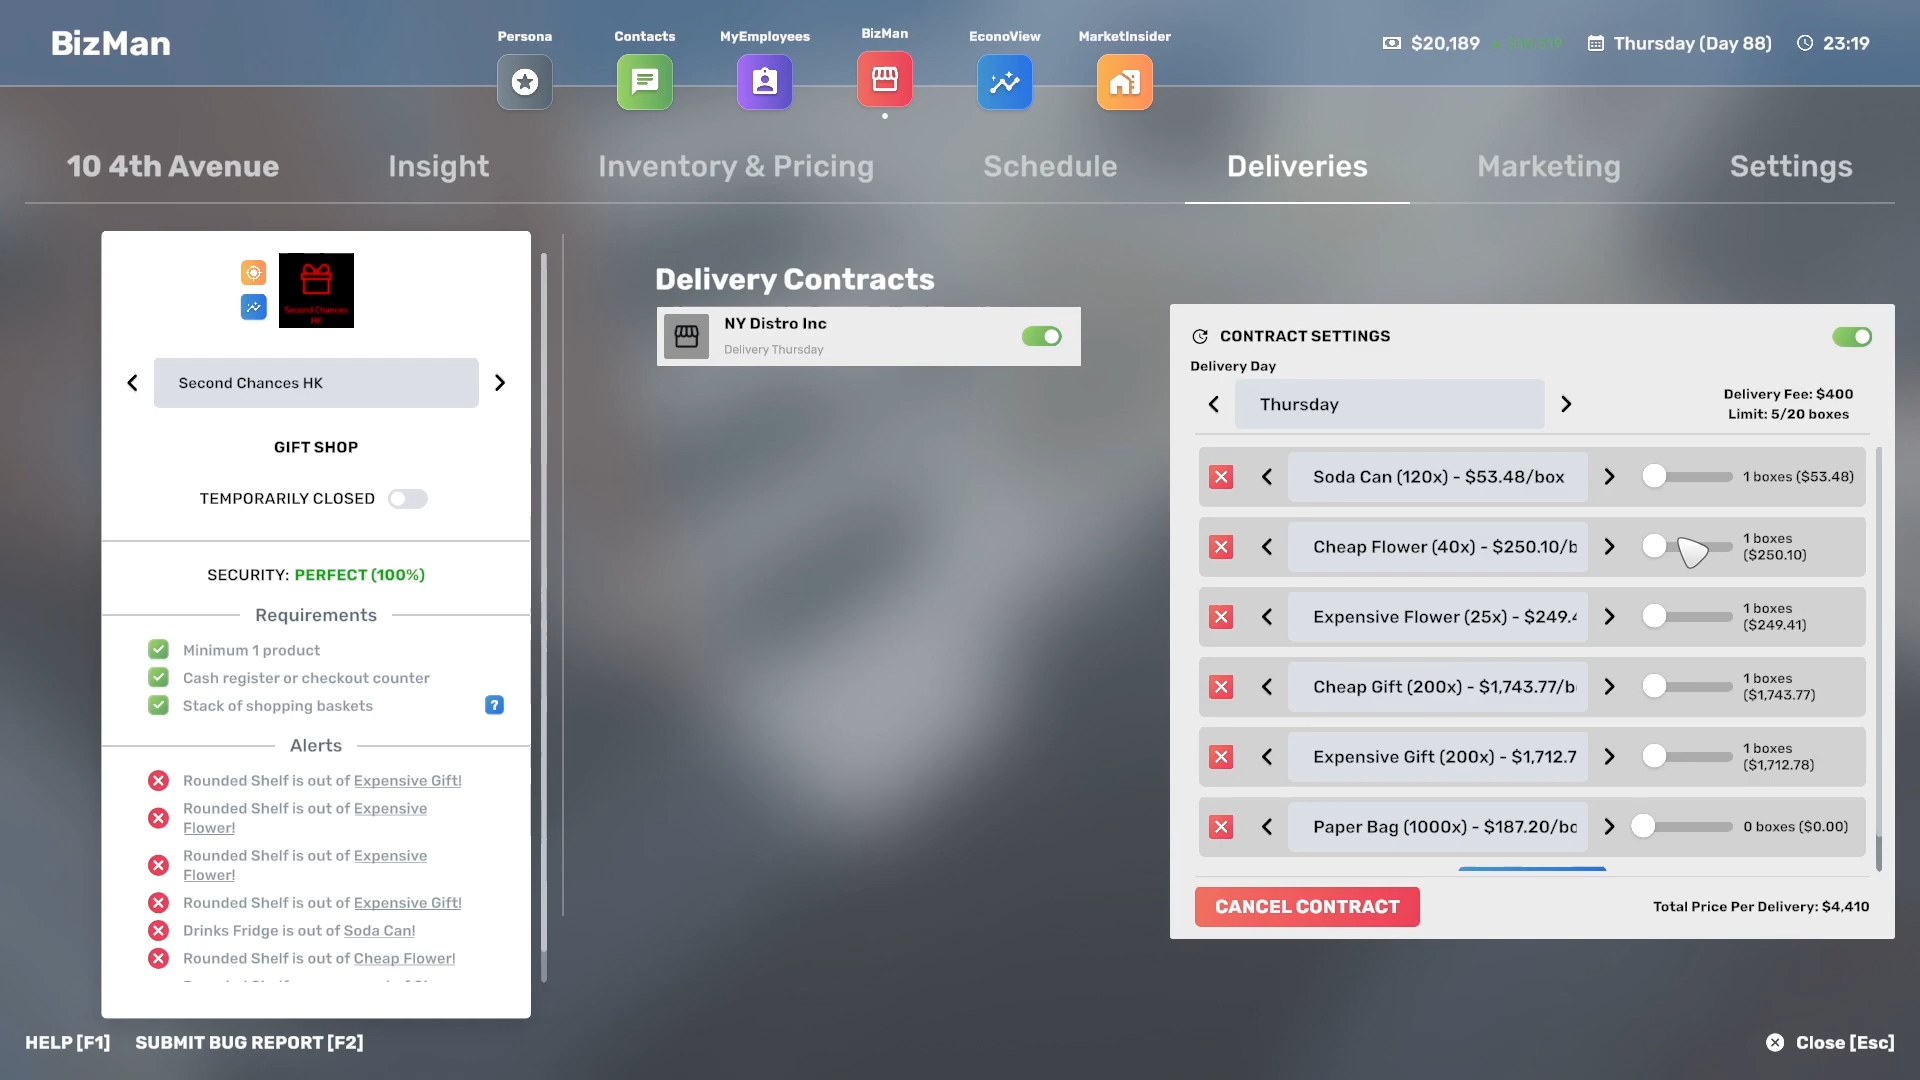 BizMan
Persona
Contacts
MyEmployees
BizMan
EconoView
MarketInsider
$20,189
Thursday (Day 88)
23:19
10 4th Avenue
Insight
Inventory & Pricing
Schedule
Deliveries
Marketing
Settings
Second Chances
HK
Second Chances HK
GIFT SHOP
TEMPORARILY CLOSED
SECURITY: PERFECT (100%)
Requirements
Minimum 1 product
Cash register or checkout counter
Stack of shopping baskets
?
Alerts
Rounded Shelf is out of Expensive Gift!
Rounded Shelf is out of Expensive
Flower!
Rounded Shelf is out of Expensive
Flower!
Rounded Shelf is out of Expensive Gift!
Drinks Fridge is out of Soda Can!
Rounded Shelf is out of Cheap Flower!
Delivery Contracts
NY Distro Inc
Delivery Thursday
CONTRACT SETTINGS
Delivery Day
Thursday
Delivery Fee: $400
Limit: 5/20 boxes
Soda Can (120x) - $53.48/box
1 boxes ($53.48)
Cheap Flower (40x) - $250.10/b
1 boxes
($250.10)
Expensive Flower (25x) - $249.4
1 boxes
($249.41)
Cheap Gift (200x) - $1,743.77/b
1 boxes
($1,743.77)
Expensive Gift (200x) - $1,712.7
1 boxes
($1,712.78)
Paper Bag (1000x) - $187.20/bo
0 boxes ($0.00)
CANCEL CONTRACT
Total Price Per Delivery: $4,410
HELP [F1]
SUBMIT BUG REPORT [F2]
Close [Esc]